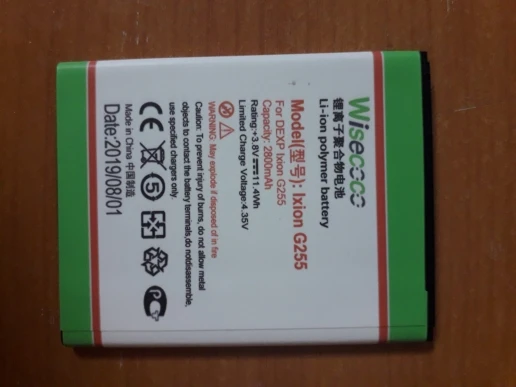 Wisecoco
锂离子聚合物电池
Li-ion polymer battery
Model(型号): Ixion G255
For DEXP Ixion G255
Capacity: 2800mAh
Rating:+3.8V⎓11.4Wh
Limited Charge Voltage:4.35V
WARNING: May explode if disposed of in fire
Caution: To prevent injury of burns, do not allow metal
objects to contact the battery terminals,do notdisassemble,
use specified chargers only.
CE 5 PC
Made in China 中国制造
Date:2019/08/01